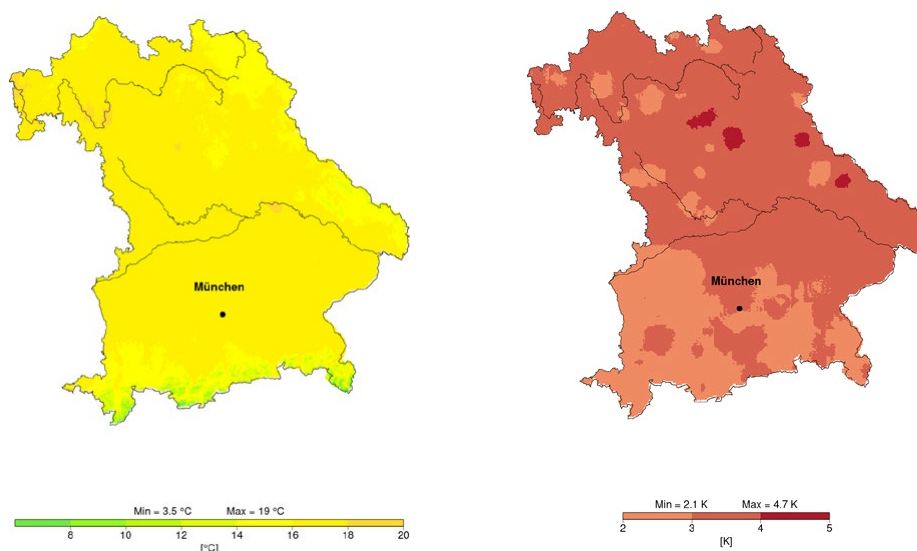 München
München
Min = 3.5 °C Max = 19 °C
8 10 12 14 16 18 20
[°C]
Min = 2.1 K Max = 4.7 K
2 3 4 5
[K]